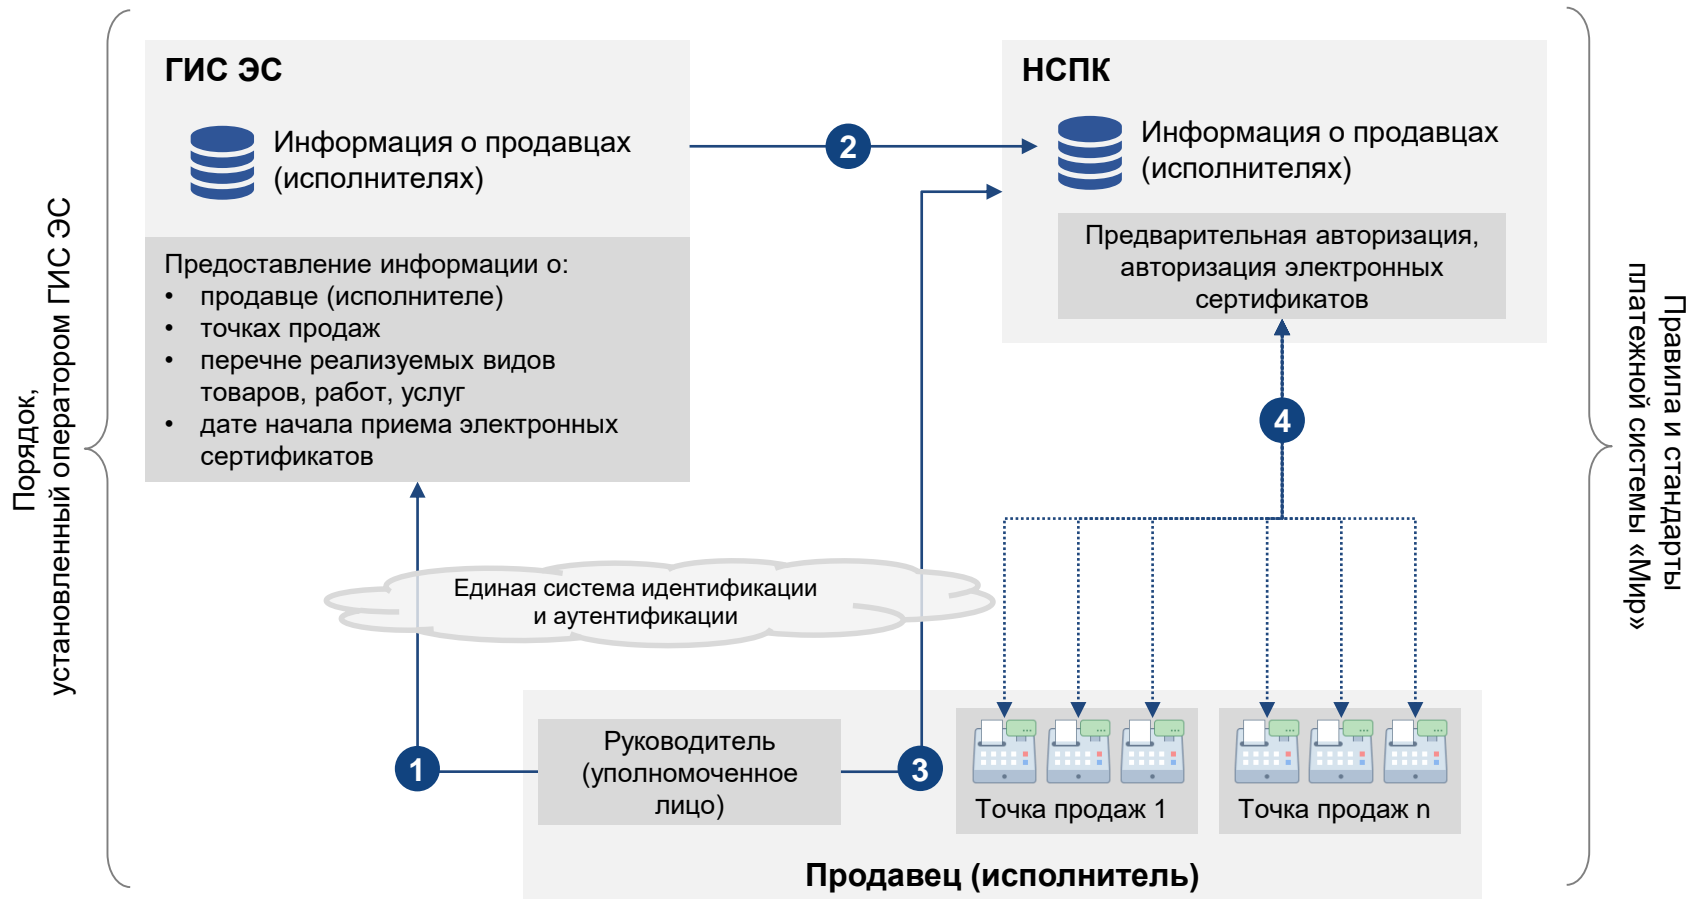 Порядок,
установленный оператором ГИС ЭС
ГИС ЭС
Информация о продавцах
(исполнителях)
Предоставление информации о:
• продавце (исполнителе)
• точках продаж
• перечне реализуемых видов
товаров, работ, услуг
• дате начала приема электронных
сертификатов
2
НСПК
Информация о продавцах
(исполнителях)
Предварительная авторизация,
авторизация электронных
сертификатов
4
Правила и стандарты
платежной системы «Мир»
Единая система идентификации
и аутентификации
1
Руководитель
(уполномоченное
лицо)
3
Точка продаж 1
Точка продаж n
Продавец (исполнитель)